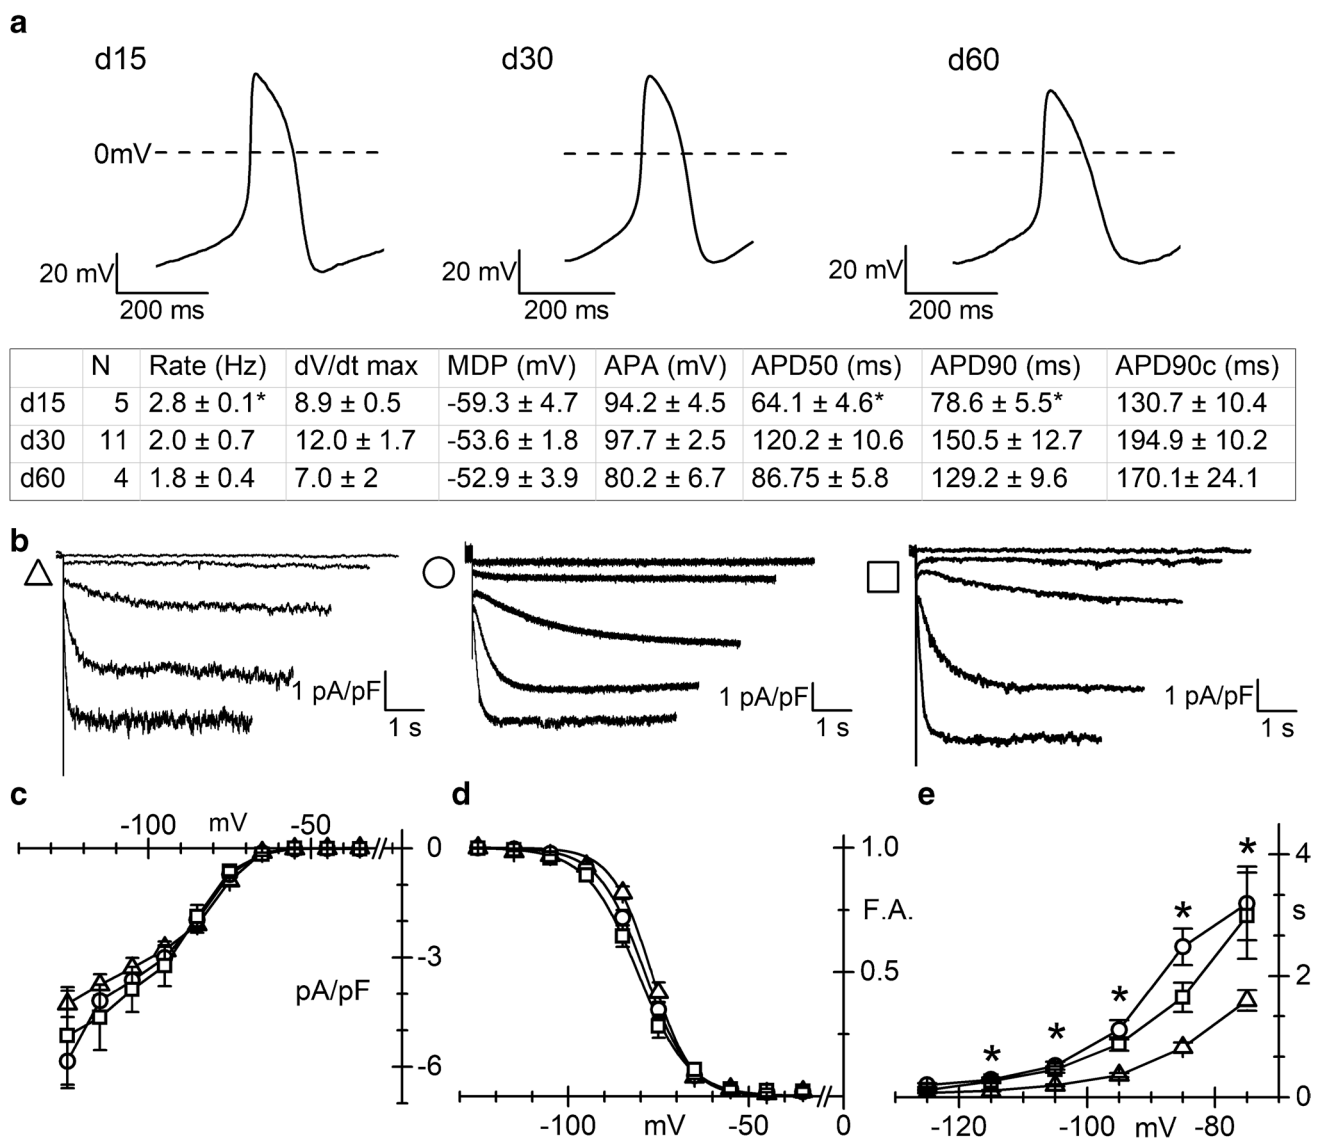 a
d15 d30 d60
0mV
20 mV 20 mV 20 mV
200 ms 200 ms 200 ms
N Rate (Hz) dV/dt max MDP (mV) APA (mV) APD50 (ms) APD90 (ms) APD90c (ms)
d15 5 2.8 ± 0.1* 8.9 ± 0.5 -59.3 ± 4.7 94.2 ± 4.5 64.1 ± 4.6* 78.6 ± 5.5* 130.7 ± 10.4
d30 11 2.0 ± 0.7 12.0 ± 1.7 -53.6 ± 1.8 97.7 ± 2.5 120.2 ± 10.6 150.5 ± 12.7 194.9 ± 10.2
d60 4 1.8 ± 0.4 7.0 ± 2 -52.9 ± 3.9 80.2 ± 6.7 86.75 ± 5.8 129.2 ± 9.6 170.1± 24.1
b
1 pA/pF 1 pA/pF 1 pA/pF
1 s 1 s 1 s
c
-100 mV -50
0
-3
pA/pF
-6
d
1.0
F.A.
0.5
-100 mV -50 0
e
* * * * *
4
s
2
0
-120 -100 mV -80